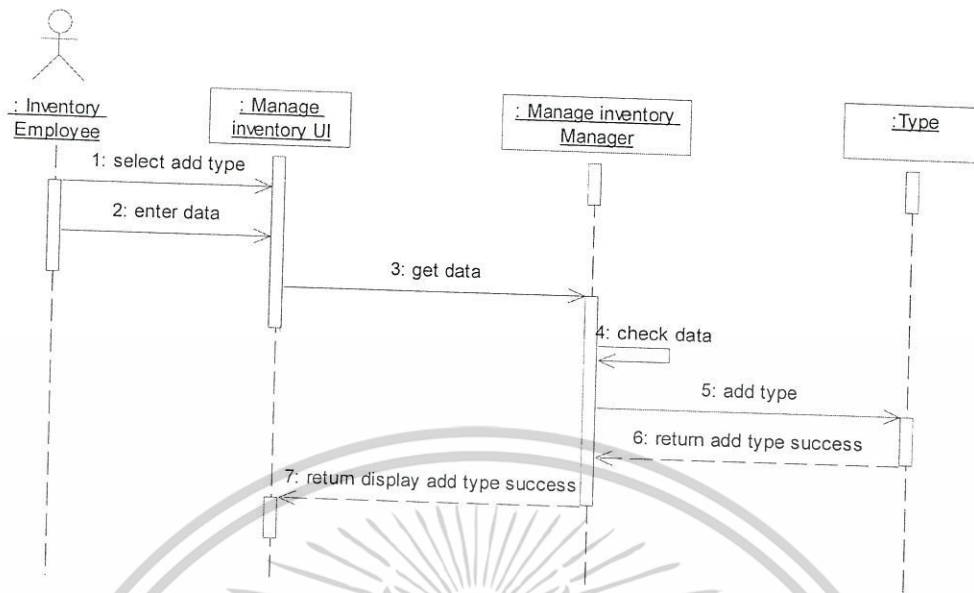 : Inventory
Employee
: Manage
inventory UI
: Manage inventory
Manager
:Type
1: select add type
2: enter data
3: get data
4: check data
5: add type
6: return add type success
7: return display add type success